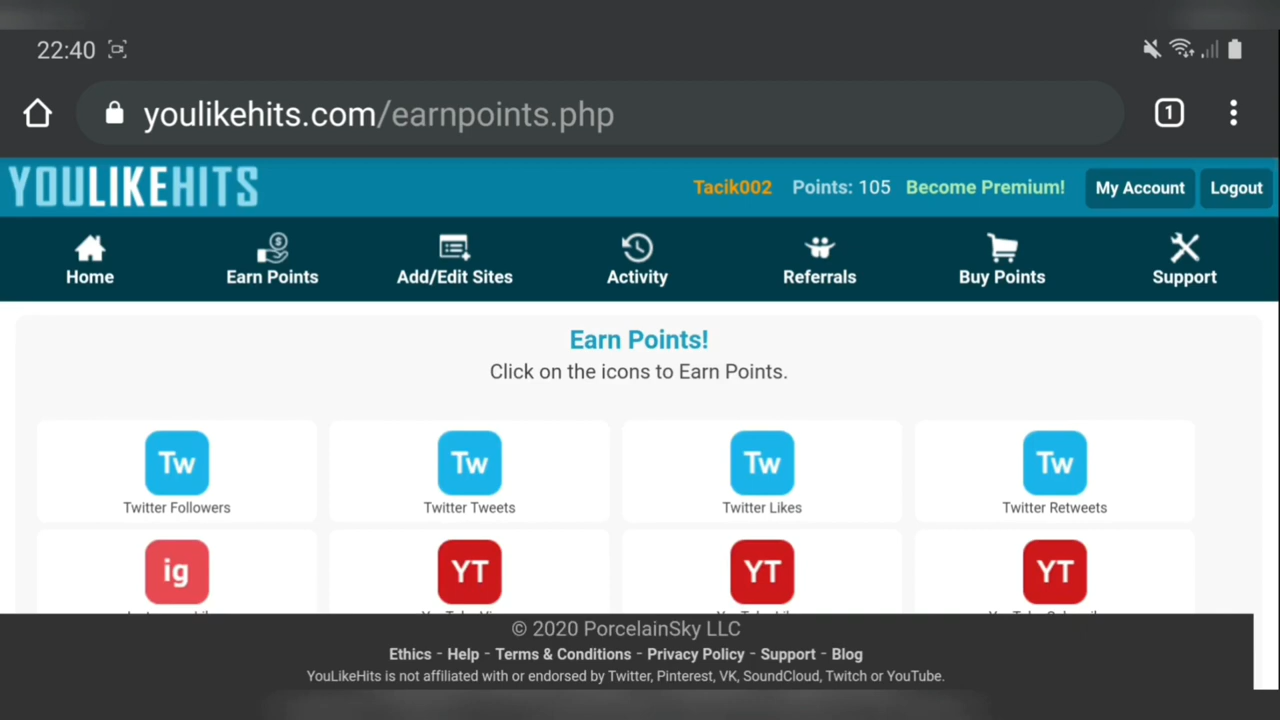 22:40
youlikehits.com/earnpoints.php
1
YOULIKEHITS
Tacik002 Points: 105 Become Premium! My Account Logout
Home Earn Points Add/Edit Sites Activity Referrals Buy Points Support
Earn Points!
Click on the icons to Earn Points.
Tw Tw Tw Tw
Twitter Followers Twitter Tweets Twitter Likes Twitter Retweets
ig YT YT YT
© 2020 PorcelainSky LLC
Ethics - Help - Terms & Conditions - Privacy Policy - Support - Blog
YouLikeHits is not affiliated with or endorsed by Twitter, Pinterest, VK, SoundCloud, Twitch or YouTube.